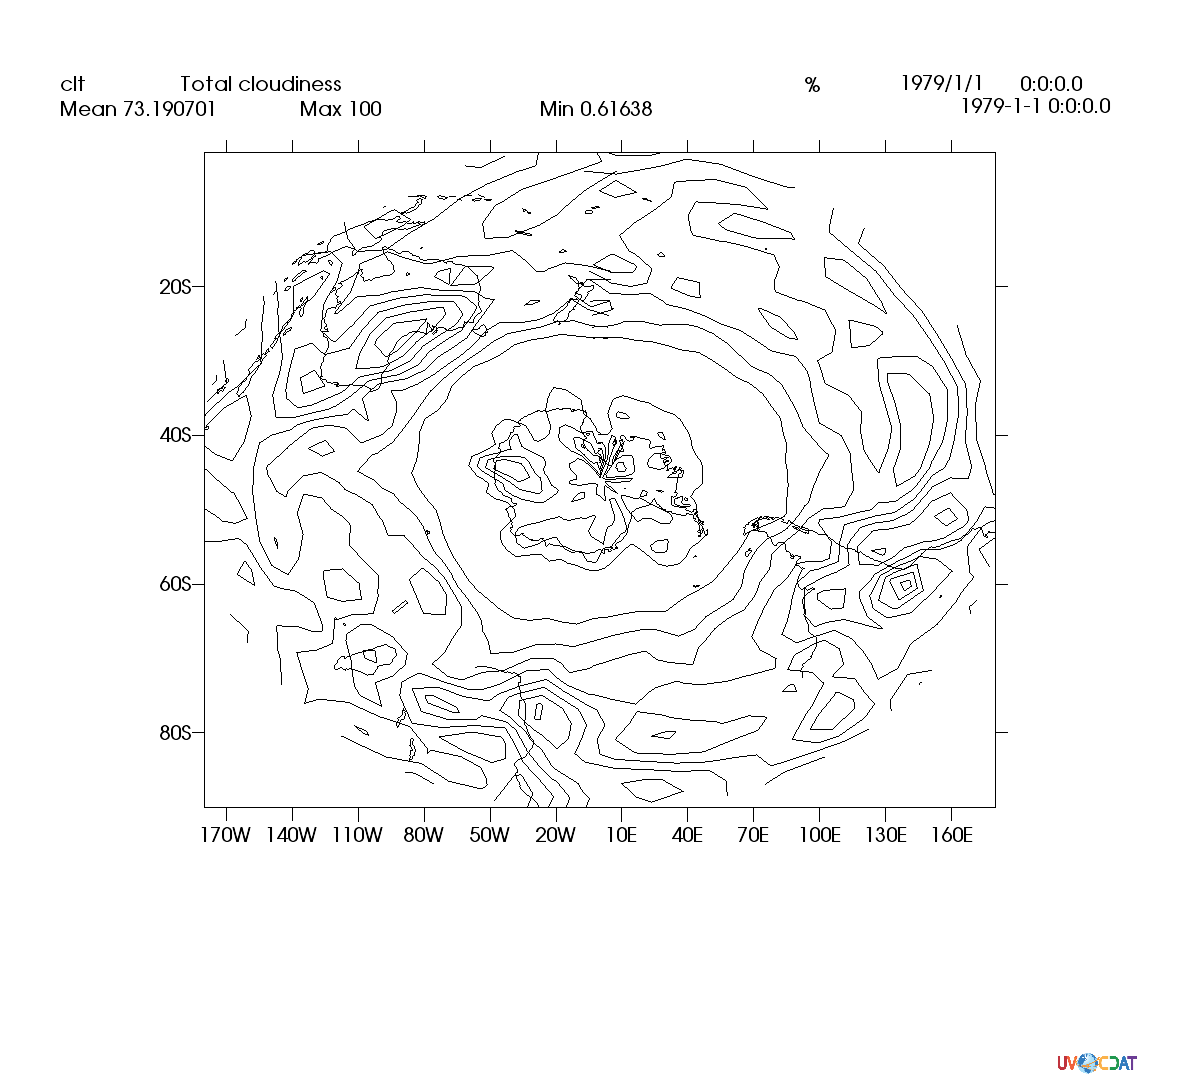 clt Total cloudiness % 1979/1/1 0:0:0.0
Mean 73.190701 Max 100 Min 0.61638 1979-1-1 0:0:0.0
20S
40S
60S
80S
170W 140W 110W 80W 50W 20W 10E 40E 70E 100E 130E 160E
UV CDAT